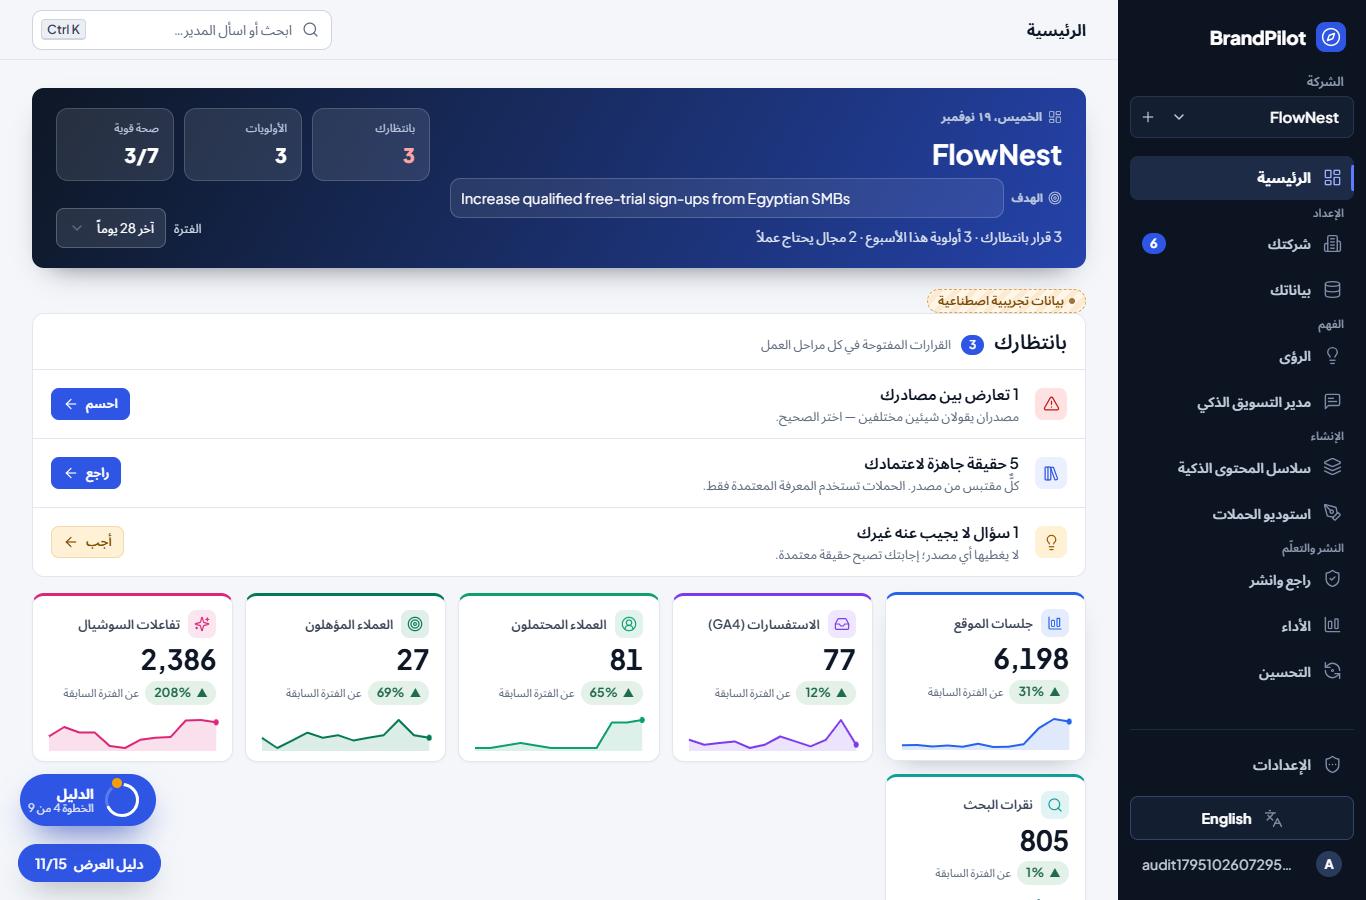 BrandPilot
الشركة
FlowNest
الرئيسية
الإعداد
شركتك 6
بياناتك
الفهم
الرؤى
مدير التسويق الذكي
الإنشاء
سلاسل المحتوى الذكية
استوديو الحملات
النشر والتعلّم
راجع وانشر
الأداء
التحسين
الإعدادات
English
A audit1795102607295…
الرئيسية
ابحث أو اسأل المدير… Ctrl K
الخميس، ١٩ نوفمبر
FlowNest
الهدف Increase qualified free-trial sign-ups from Egyptian SMBs
3 قرار بانتظارك · 3 أولوية هذا الأسبوع · 2 مجال يحتاج عملاً
بانتظارك
3
الأولويات
3
صحة قوية
3/7
الفترة آخر 28 يوماً
بيانات تجريبية اصطناعية
بانتظارك 3 القرارات المفتوحة في كل مراحل العمل
1 تعارض بين مصادرك
مصدران يقولان شيئين مختلفين — اختر الصحيح.
احسم
5 حقيقة جاهزة لاعتمادك
كلٌّ مقتبس من مصدر. الحملات تستخدم المعرفة المعتمدة فقط.
راجع
1 سؤال لا يجيب عنه غيرك
لا يغطيها أي مصدر؛ إجابتك تصبح حقيقة معتمدة.
أجب
جلسات الموقع
6,198
▲ 31% عن الفترة السابقة
الاستفسارات (GA4)
77
▲ 12% عن الفترة السابقة
العملاء المحتملون
81
▲ 65% عن الفترة السابقة
العملاء المؤهلون
27
▲ 69% عن الفترة السابقة
تفاعلات السوشيال
2,386
▲ 208% عن الفترة السابقة
نقرات البحث
805
▲ 1% عن الفترة السابقة
الدليل
الخطوة 4 من 9
دليل العرض 11/15